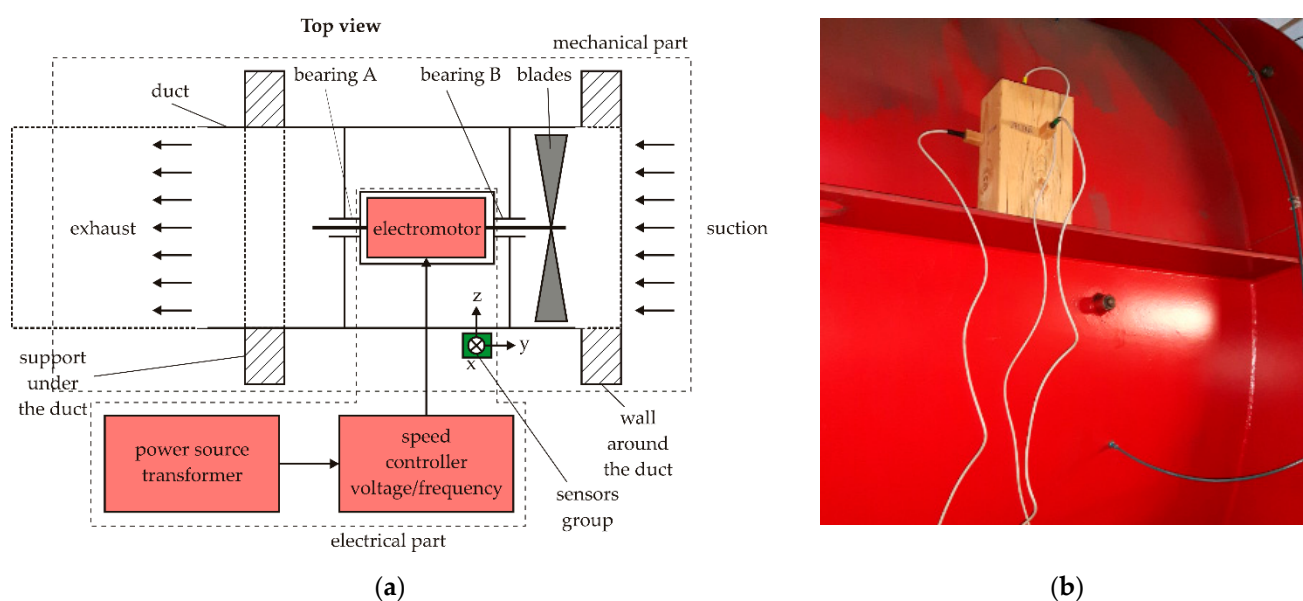 Top view
mechanical part
bearing A
bearing B
blades
duct
exhaust
electromotor
suction
z
y
x
support
under
the duct
wall
around
the duct
power source
transformer
speed
controller
voltage/frequency
sensors
group
electrical part
(a)
(b)